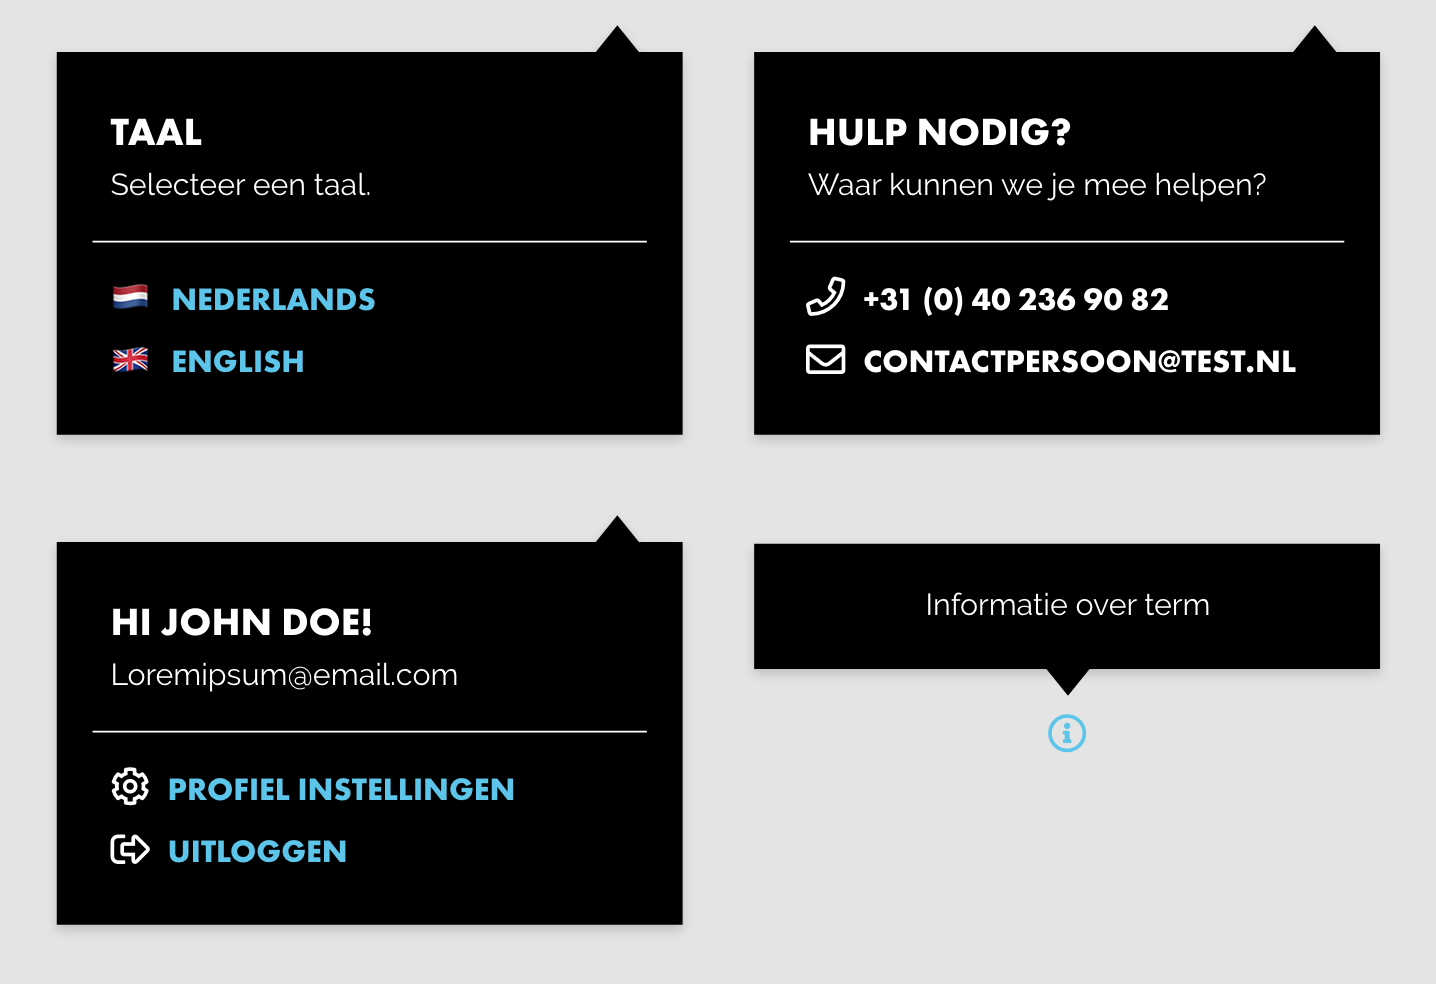 TAAL
Selecteer een taal.
NEDERLANDS
ENGLISH
HULP NODIG?
Waar kunnen we je mee helpen?
+31 (0) 40 236 90 82
CONTACTPERSOON@TEST.NL
HI JOHN DOE!
Loremipsum@email.com
PROFIEL INSTELLINGEN
UITLOGGEN
Informatie over term